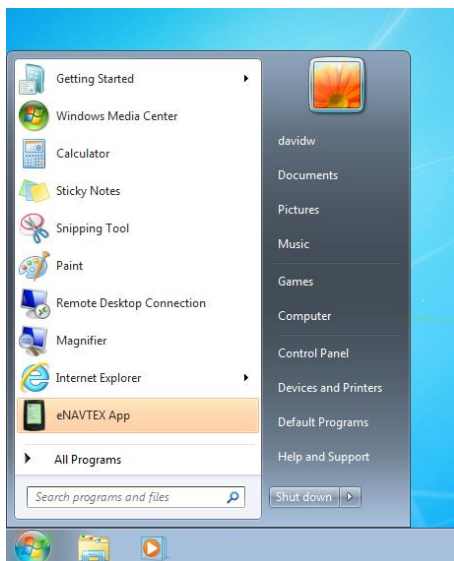 Getting Started
Windows Media Center
Calculator
Sticky Notes
Snipping Tool
Paint
Remote Desktop Connection
Magnifier
Internet Explorer
eNAVTEX App
All Programs
Search programs and files
davidw
Documents
Pictures
Music
Games
Computer
Control Panel
Devices and Printers
Default Programs
Help and Support
Shut down